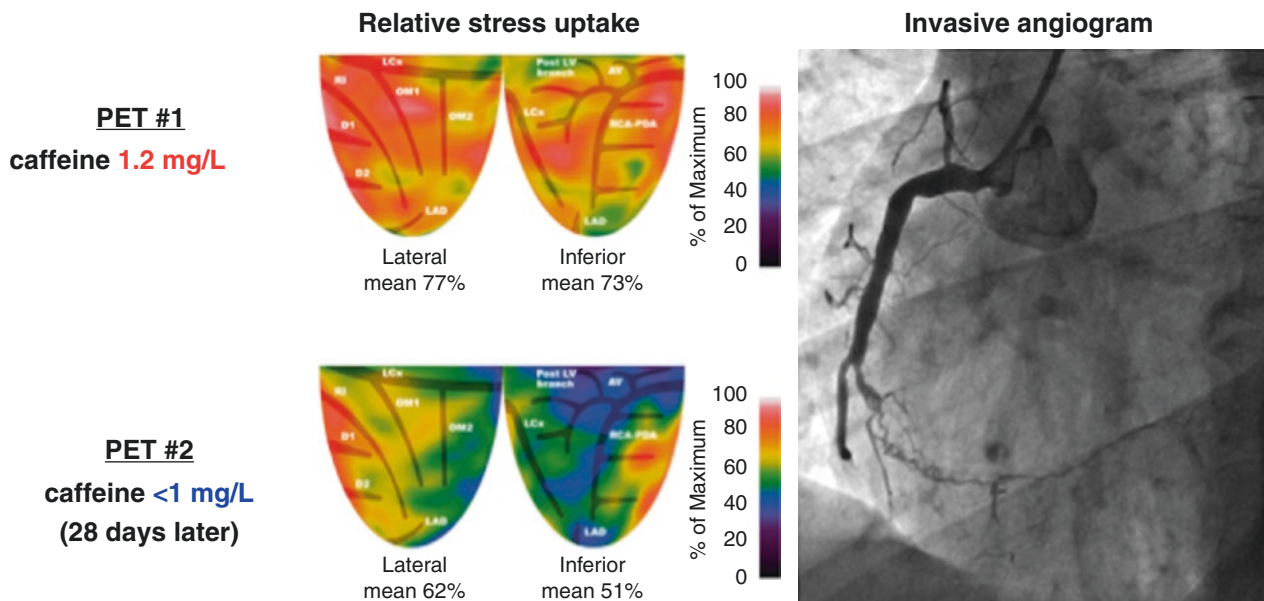 Relative stress uptake
Invasive angiogram
PET #1
caffeine 1.2 mg/L
LCx
RI
OM1
OM2
D1
D2
LAD
Lateral
mean 77%
Post LV
branch
AV
LCx
RCA-PDA
LAD
Inferior
mean 73%
% of Maximum
100
80
60
40
20
0
PET #2
caffeine <1 mg/L
(28 days later)
LCx
RI
OM1
OM2
D1
D2
LAD
Lateral
mean 62%
Post LV
branch
AV
LCx
RCA-PDA
LAD
Inferior
mean 51%
% of Maximum
100
80
60
40
20
0